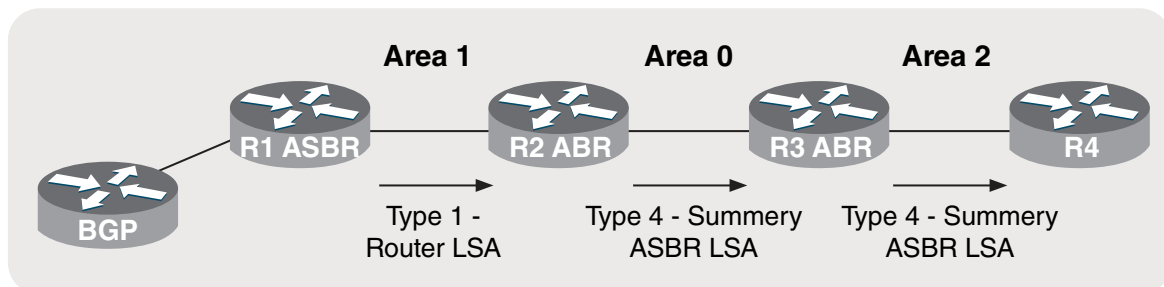 Area 1
Area 0
Area 2
R1 ASBR
R2 ABR
R3 ABR
R4
BGP
Type 1 -
Router LSA
Type 4 - Summery
ASBR LSA
Type 4 - Summery
ASBR LSA